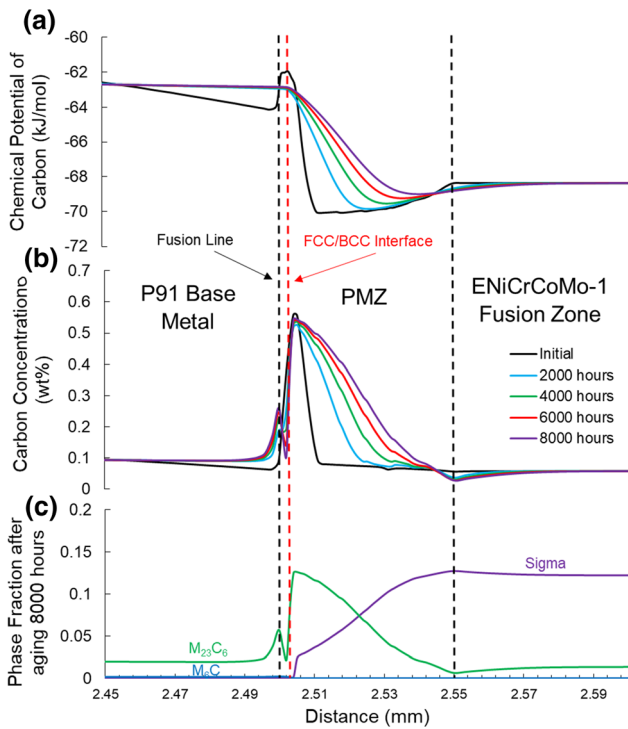 (a)
-60
-62
-64
-66
-68
-70
-72
Chemical Potential of
Carbon (kJ/mol)
Fusion Line
FCC/BCC Interface
(b)
0.7
0.6
0.5
0.4
0.3
0.2
0.1
0
Carbon Concentration
(wt%)
P91 Base
Metal
PMZ
ENiCrCoMo-1
Fusion Zone
Initial
2000 hours
4000 hours
6000 hours
8000 hours
(c)
0.2
0.15
0.1
0.05
0
Phase Fraction after
aging 8000 hours
Sigma
M23C6
M6C
2.45
2.47
2.49
2.51
2.53
2.55
2.57
2.59
Distance (mm)